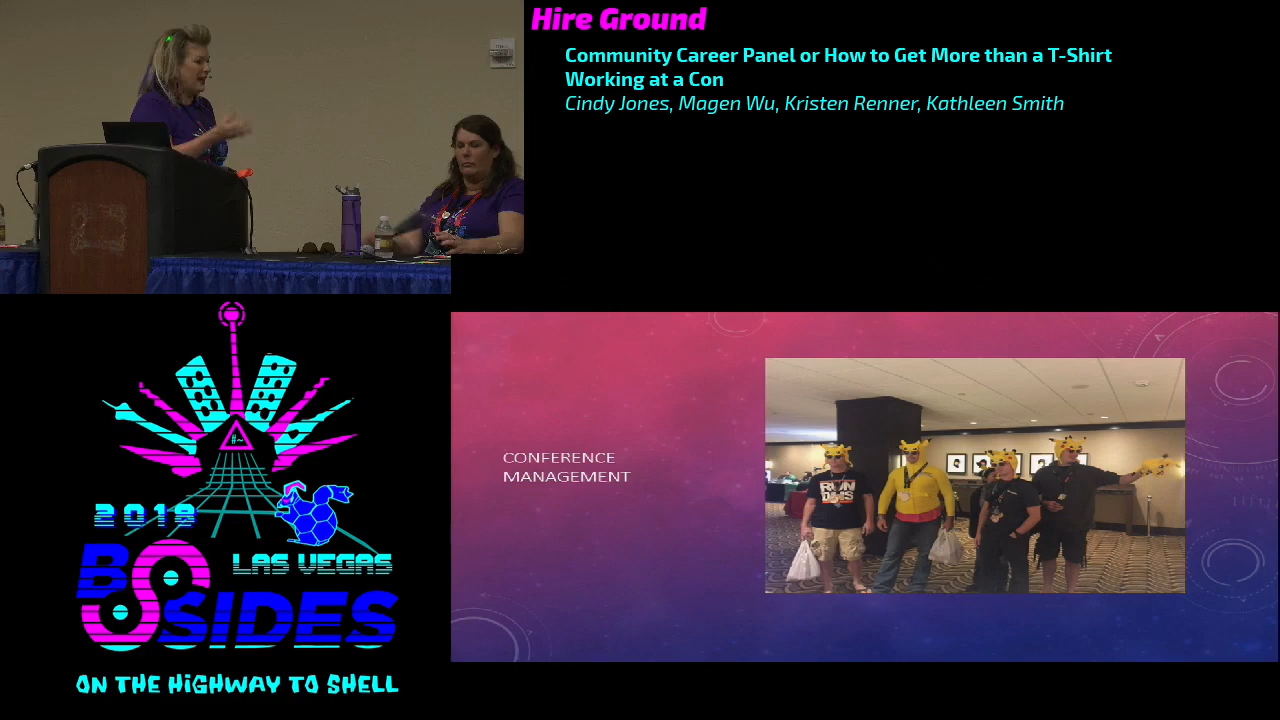 Hire Ground
Community Career Panel or How to Get More than a T-Shirt
Working at a Con
Cindy Jones, Magen Wu, Kristen Renner, Kathleen Smith
CONFERENCE
MANAGEMENT
RUN
DMS
#~
2018
LAS VEGAS
BSIDES
ON THE HIGHWAY TO SHELL